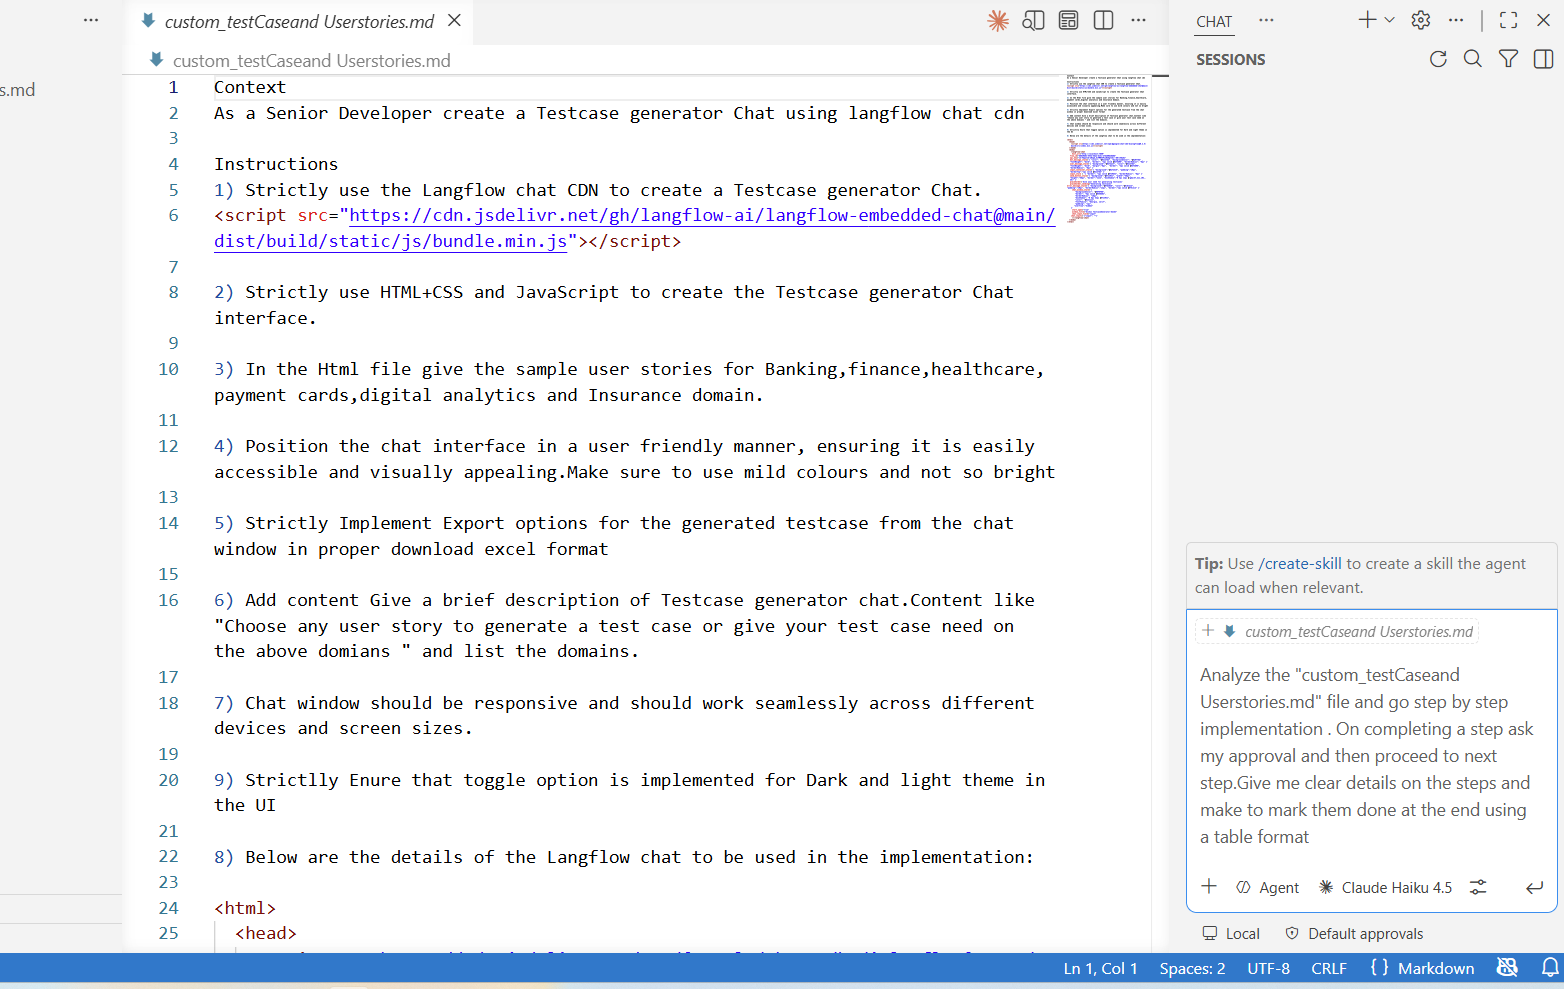 custom_testCaseand Userstories.md
CHAT
s.md
custom_testCaseand Userstories.md
SESSIONS
1 Context
2 As a Senior Developer create a Testcase generator Chat using langflow chat cdn
3
4 Instructions
5 1) Strictly use the Langflow chat CDN to create a Testcase generator Chat.
6 <script src="https://cdn.jsdelivr.net/gh/langflow-ai/langflow-embedded-chat@main/
dist/build/static/js/bundle.min.js"></script>
7
8 2) Strictly use HTML+CSS and JavaScript to create the Testcase generator Chat
interface.
9
10 3) In the Html file give the sample user stories for Banking,finance,healthcare,
payment cards,digital analytics and Insurance domain.
11
12 4) Position the chat interface in a user friendly manner, ensuring it is easily
accessible and visually appealing.Make sure to use mild colours and not so bright
13
14 5) Strictly Implement Export options for the generated testcase from the chat
window in proper download excel format
15
16 6) Add content Give a brief description of Testcase generator chat.Content like
"Choose any user story to generate a test case or give your test case need on
the above domians " and list the domains.
17
18 7) Chat window should be responsive and should work seamlessly across different
devices and screen sizes.
19
20 9) Strictlly Enure that toggle option is implemented for Dark and light theme in
the UI
21
22 8) Below are the details of the Langflow chat to be used in the implementation:
23
24 <html>
25 <head>
Tip: Use /create-skill to create a skill the agent
can load when relevant.
custom_testCaseand Userstories.md
Analyze the "custom_testCaseand
Userstories.md" file and go step by step
implementation . On completing a step ask
my approval and then proceed to next
step.Give me clear details on the steps and
make to mark them done at the end using
a table format
Agent Claude Haiku 4.5
Local Default approvals
Ln 1, Col 1 Spaces: 2 UTF-8 CRLF {} Markdown